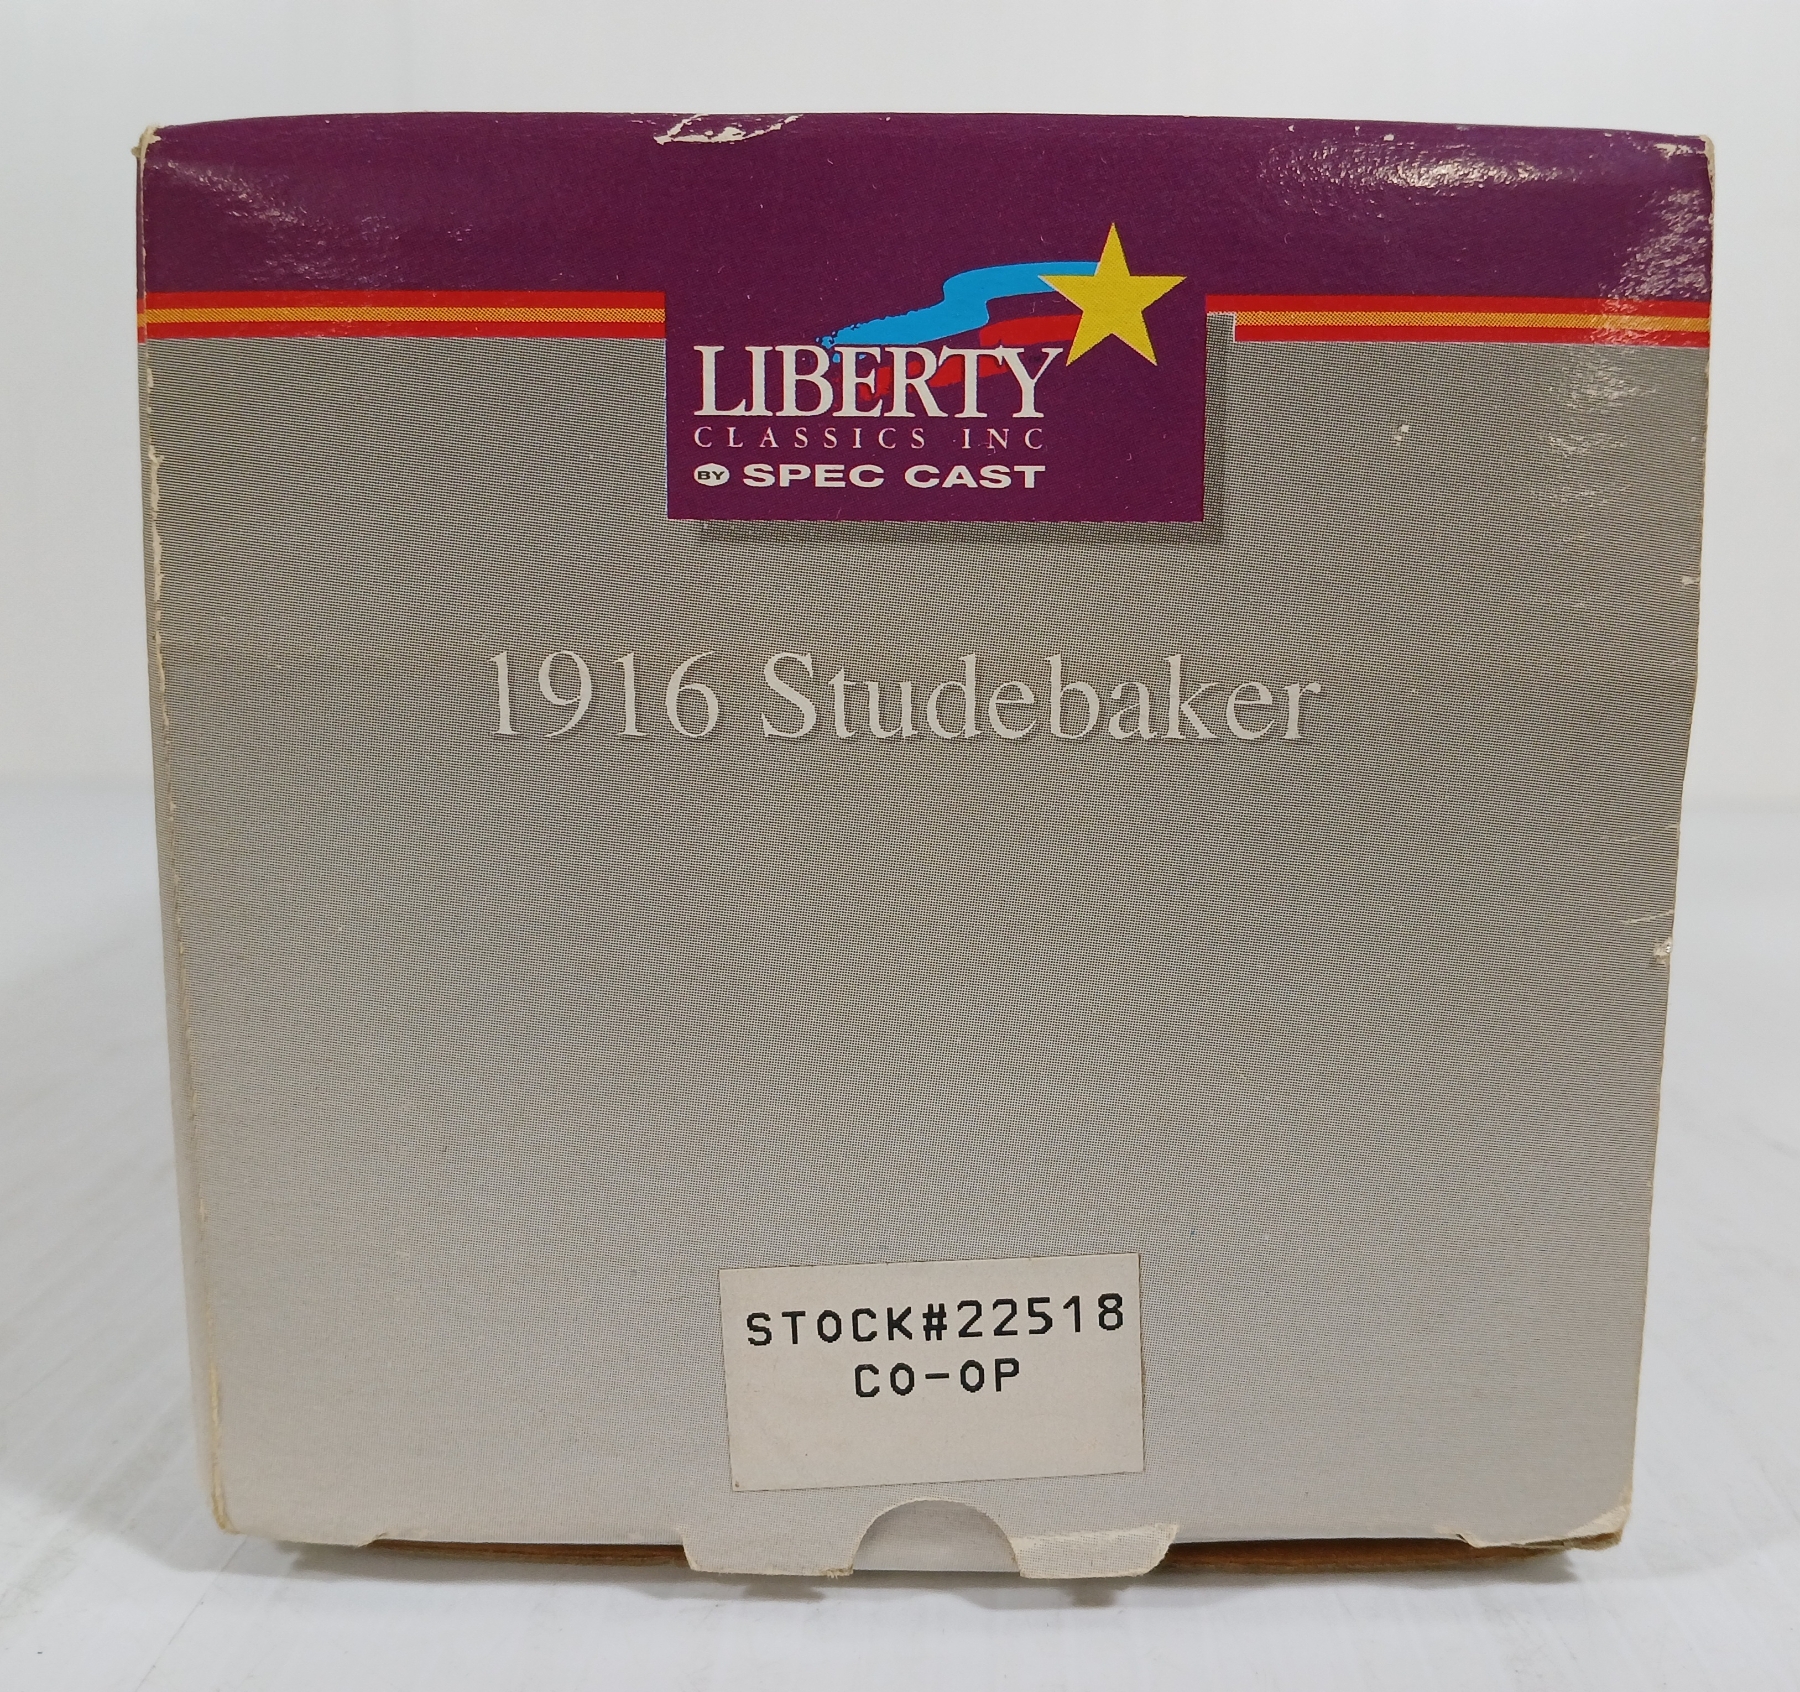 LIBERTY
CLASSICS INC
BY SPEC CAST
1916 Studebaker
STOCK#22518
CO-OP